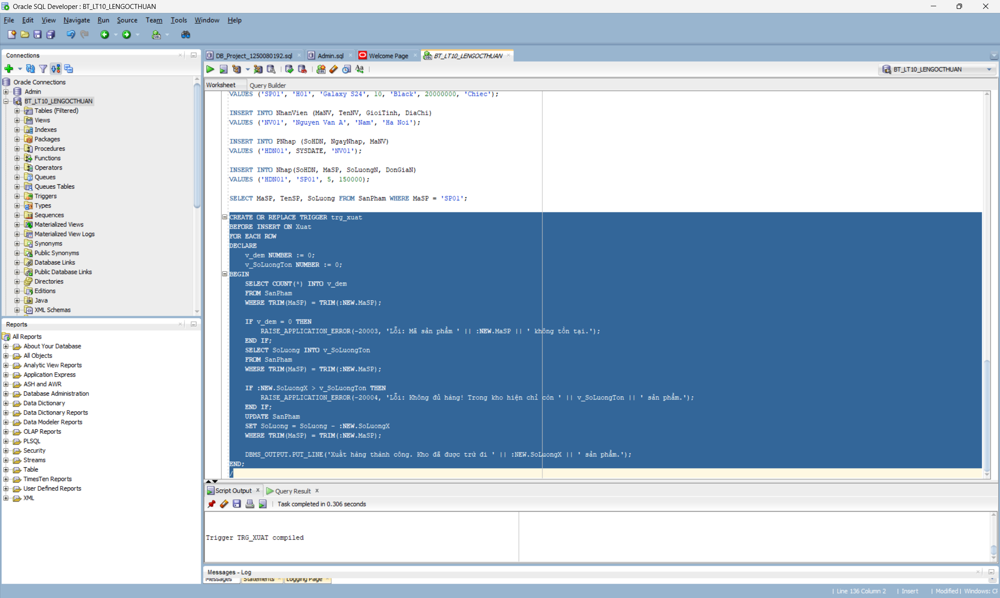 Oracle SQL Developer : BT_LT10_LENGOCTHUAN
File Edit View Navigate Run Source Team Tools Window Help
Connections
Oracle Connections
Admin
BT_LT10_LENGOCTHUAN
Tables (Filtered)
Views
Indexes
Packages
Procedures
Functions
Operators
Queues
Queues Tables
Triggers
Types
Sequences
Materialized Views
Materialized View Logs
Synonyms
Public Synonyms
Database Links
Public Database Links
Directories
Editions
Java
XML Schemas
Reports
All Reports
About Your Database
All Objects
Analytic View Reports
Application Express
ASH and AWR
Database Administration
Data Dictionary
Data Dictionary Reports
Data Modeler Reports
OLAP Reports
PLSQL
Security
Streams
Table
TimesTen Reports
User Defined Reports
XML
DB_Project_1250080192.sql Admin.sql Welcome Page BT_LT10_LENGOCTHUAN
BT_LT10_LENGOCTHUAN
Worksheet Query Builder
VALUES ('SP01', 'H01', 'Galaxy S24', 10, 'Black', 20000000, 'Chiec');
INSERT INTO NhanVien (MaNV, TenNV, GioiTinh, DiaChi)
VALUES ('NV01', 'Nguyen Van A', 'Nam', 'Ha Noi');
INSERT INTO PNhap (SoHDN, NgayNhap, MaNV)
VALUES ('HDN01', SYSDATE, 'NV01');
INSERT INTO Nhap(SoHDN, MaSP, SoLuongN, DonGiaN)
VALUES ('HDN01', 'SP01', 5, 150000);
SELECT MaSP, TenSP, SoLuong FROM SanPham WHERE MaSP = 'SP01';
CREATE OR REPLACE TRIGGER trg_xuat
BEFORE INSERT ON Xuat
FOR EACH ROW
DECLARE
v_dem NUMBER := 0;
v_SoLuongTon NUMBER := 0;
BEGIN
SELECT COUNT(*) INTO v_dem
FROM SanPham
WHERE TRIM(MaSP) = TRIM(:NEW.MaSP);
IF v_dem = 0 THEN
RAISE_APPLICATION_ERROR(-20003, 'Lỗi: Mã sản phẩm ' || :NEW.MaSP || ' không tồn tại.');
END IF;
SELECT SoLuong INTO v_SoLuongTon
FROM SanPham
WHERE TRIM(MaSP) = TRIM(:NEW.MaSP);
IF :NEW.SoLuongX > v_SoLuongTon THEN
RAISE_APPLICATION_ERROR(-20004, 'Lỗi: Không đủ hàng! Trong kho hiện chỉ còn ' || v_SoLuongTon || ' sản phẩm.');
END IF;
UPDATE SanPham
SET SoLuong = SoLuong - :NEW.SoLuongX
WHERE TRIM(MaSP) = TRIM(:NEW.MaSP);
DBMS_OUTPUT.PUT_LINE('Xuất hàng thành công. Kho đã được trừ đi ' || :NEW.SoLuongX || ' sản phẩm.');
END;
/
Script Output Query Result
Task completed in 0.306 seconds
Trigger TRG_XUAT compiled
Messages - Log
Messages Statements Logging Page
Line 136 Column 2 | Insert | Modified | Windows: